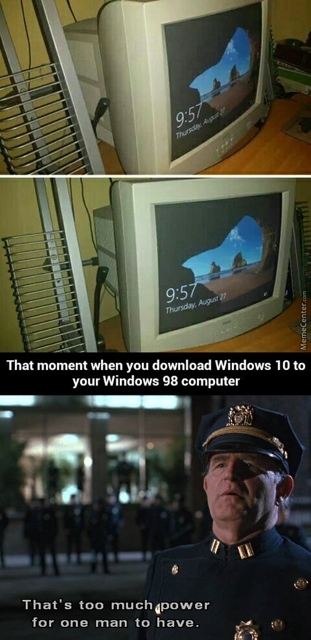 9:57
Thursday, August 27
9:57
Thursday, August 27
MemeCenter.com
That moment when you download Windows 10 to
your Windows 98 computer
That's too much power
for one man to have.